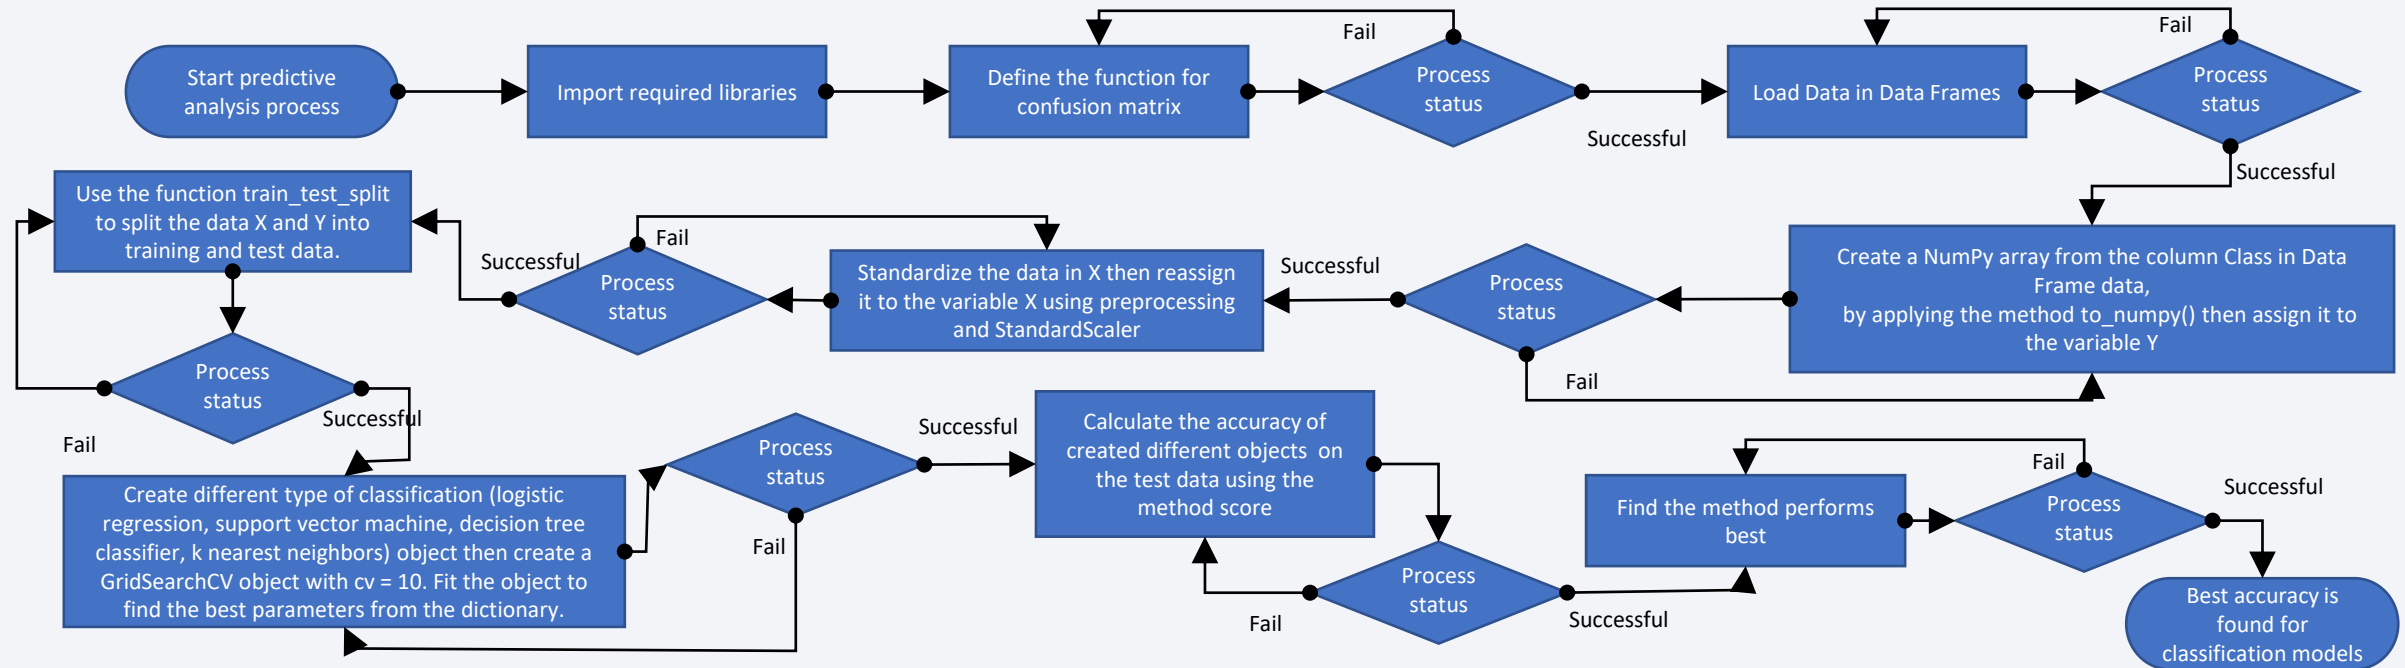 Start predictive
analysis process
Import required libraries
Define the function for
confusion matrix
Fail
Process
status
Successful
Load Data in Data Frames
Fail
Process
status
Successful
Create a NumPy array from the column Class in Data
Frame data,
by applying the method to_numpy() then assign it to
the variable Y
Process
status
Fail
Successful
Standardize the data in X then reassign
it to the variable X using preprocessing
and StandardScaler
Process
status
Fail
Successful
Use the function train_test_split
to split the data X and Y into
training and test data.
Process
status
Fail
Successful
Create different type of classification (logistic
regression, support vector machine, decision tree
classifier, k nearest neighbors) object then create a
GridSearchCV object with cv = 10. Fit the object to
find the best parameters from the dictionary.
Process
status
Fail
Successful
Calculate the accuracy of
created different objects  on
the test data using the
method score
Process
status
Fail
Successful
Find the method performs
best
Process
status
Fail
Successful
Best accuracy is
found for
classification models